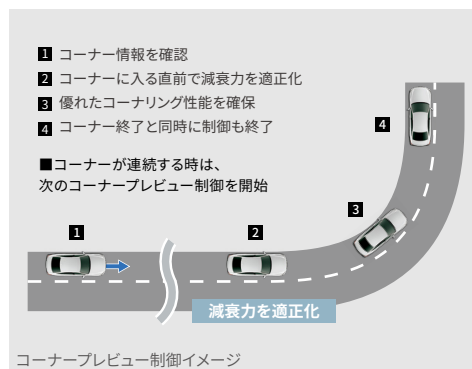 1 コーナー情報を確認
2 コーナーに入る直前で減衰力を適正化
3 優れたコーナリング性能を確保
4 コーナー終了と同時に制御も終了
■コーナーが連続する時は、
次のコーナープレビュー制御を開始
4
3
1
2
減衰力を適正化
コーナープレビュー制御イメージ